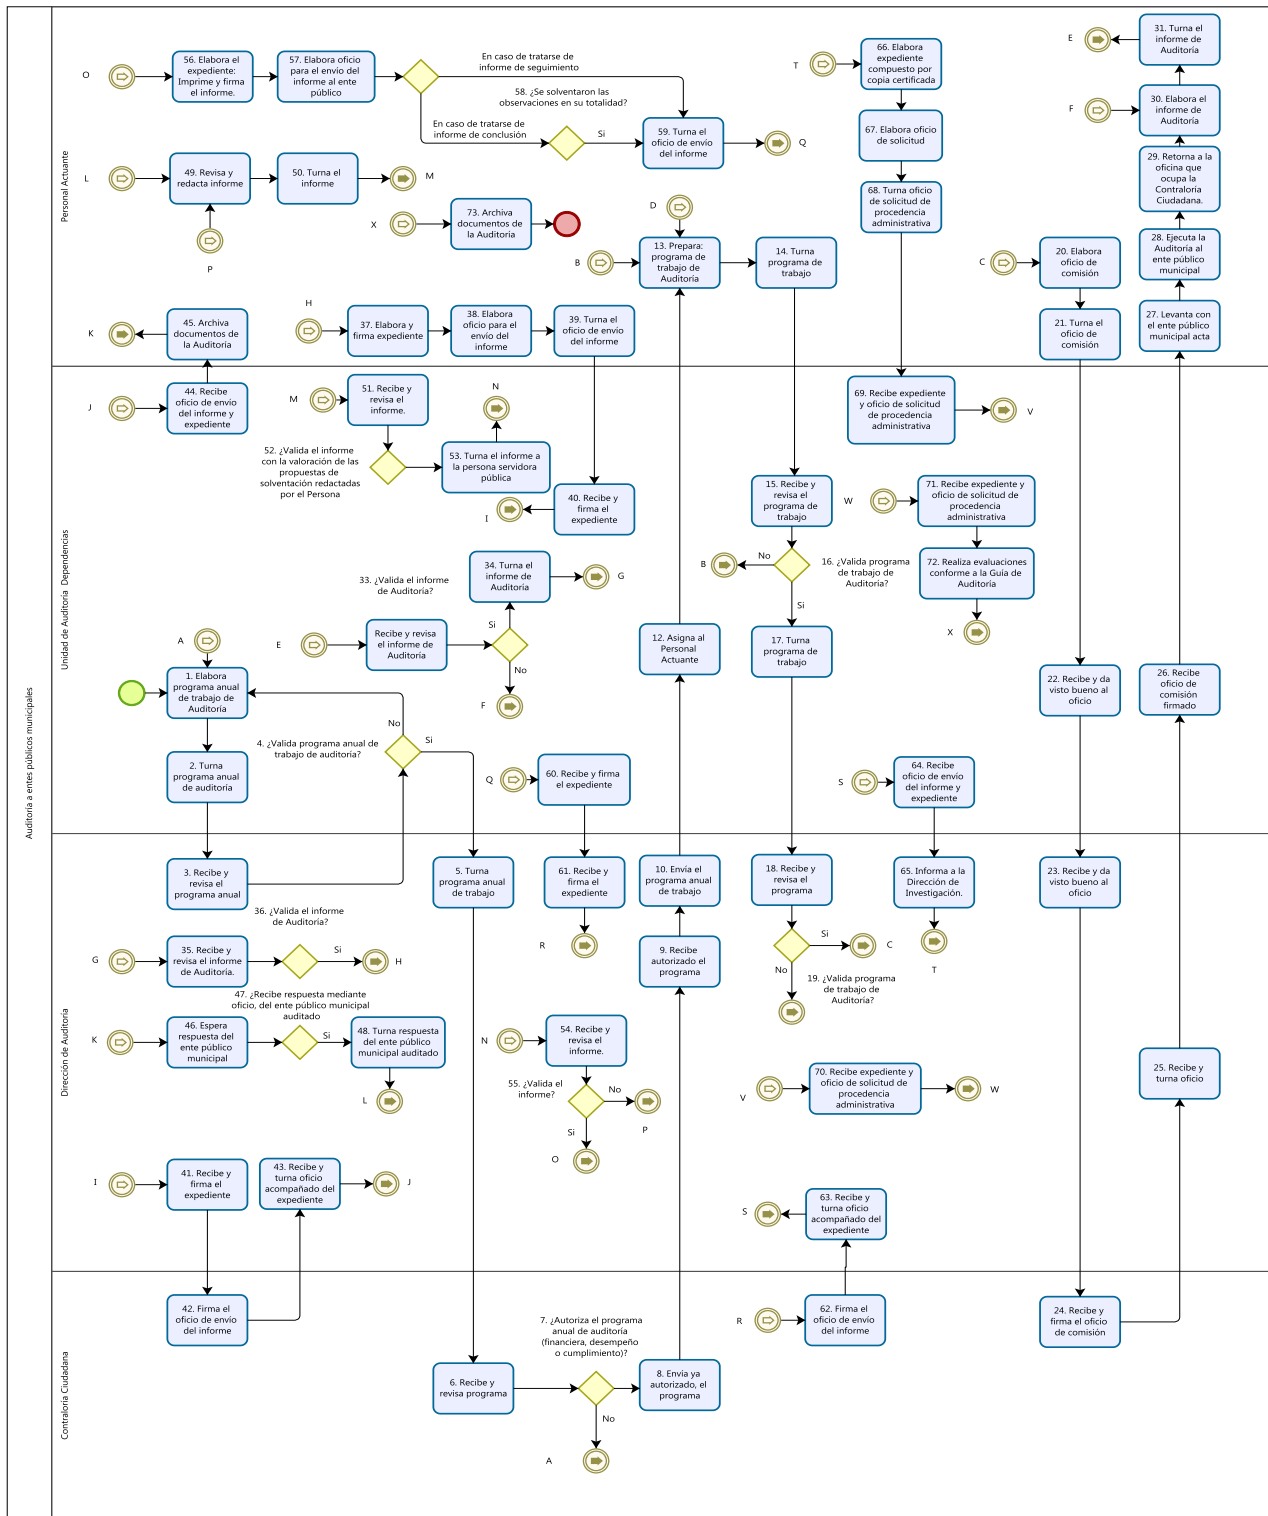 Auditoría a entes públicos municipales
Personal Actuante
O
56. Elabora el
expediente:
Imprime y firma
el informe.
57. Elabora oficio
para el envío del
informe al ente
público
En caso de tratarse de
informe de seguimiento
58. ¿Se solventaron las
observaciones en su totalidad?
En caso de tratarse de
informe de conclusión
Si
59. Turna el
oficio de envío
del informe
Q
T
66. Elabora
expediente
compuesto por
copia certificada
67. Elabora oficio
de solicitud
68. Turna oficio
de solicitud de
procedencia
administrativa
E
31. Turna el
informe de
Auditoría
F
30. Elabora el
informe de
Auditoría
29. Retorna a la
oficina que
ocupa la
Contraloría
Ciudadana.
28. Ejecuta la
Auditoría al
ente público
municipal
27. Levanta con
el ente público
municipal acta
L
49. Revisa y
redacta informe
50. Turna el
informe
M
P
X
73. Archiva
documentos de
la Auditoría
D
B
13. Prepara:
programa de
trabajo de
Auditoría
14. Turna
programa de
trabajo
C
20. Elabora
oficio de
comisión
21. Turna el
oficio de
comisión
K
45. Archiva
documentos de
la Auditoría
H
37. Elabora y
firma expediente
38. Elabora
oficio para el
envío del
informe
39. Turna el
oficio de envío
del informe
Unidad de Auditoría Dependencias
J
44. Recibe
oficio de envío
del informe y
expediente
M
51. Recibe y
revisa el
informe.
N
52. ¿Valida el informe
con la valoración de las
propuestas de
solventación redactadas
por el Persona
53. Turna el informe a
la persona servidora
pública
I
40. Recibe y
firma el
expediente
69. Recibe expediente
y oficio de solicitud
de procedencia
administrativa
V
15. Recibe y
revisa el
programa de
trabajo
No
B
16. ¿Valida programa
de trabajo de
Auditoría?
Si
17. Turna
programa de
trabajo
W
71. Recibe expediente y
oficio de solicitud de
procedencia
administrativa
72. Realiza evaluaciones
conforme a la Guía de
Auditoría
X
33. ¿Valida el informe
de Auditoría?
34. Turna el
informe de
Auditoría
G
Si
E
Recibe y revisa
el informe de
Auditoría
No
F
12. Asigna al
Personal
Actuante
A
1. Elabora
programa anual
de trabajo de
Auditoría
No
4. ¿Valida programa anual de
trabajo de auditoría?
Si
2. Turna
programa anual
de auditoría
Q
60. Recibe y firma
el expediente
S
64. Recibe
oficio de envío
del informe y
expediente
22. Recibe y da
visto bueno al
oficio
26. Recibe
oficio de
comisión
firmado
Dirección de Auditoría
3. Recibe y
revisa el
programa anual
5. Turna
programa anual
de trabajo
61. Recibe y
firma el
expediente
R
10. Envía el
programa anual
de trabajo
9. Recibe
autorizado el
programa
18. Recibe y
revisa el
programa
Si
C
No
19. ¿Valida programa
de trabajo de
Auditoría?
65. Informa a la
Dirección de
Investigación.
T
23. Recibe y da
visto bueno al
oficio
36. ¿Valida el informe
de Auditoría?
G
35. Recibe y
revisa el informe
de Auditoría.
Si
H
47. ¿Recibe respuesta mediante
oficio, del ente público municipal
auditado
K
46. Espera
respuesta del
ente público
municipal
Si
48. Turna respuesta
del ente público
municipal auditado
L
N
54. Recibe y
revisa el
informe.
55. ¿Valida el
informe?
No
P
Si
O
V
70. Recibe expediente y
oficio de solicitud de
procedencia
administrativa
W
25. Recibe y
turna oficio
I
41. Recibe y
firma el
expediente
43. Recibe y
turna oficio
acompañado del
expediente
J
S
63. Recibe y
turna oficio
acompañado del
expediente
Contraloría Ciudadana
42. Firma el
oficio de envío
del informe
7. ¿Autoriza el programa
anual de auditoría
(financiera, desempeño
o cumplimiento)?
6. Recibe y
revisa programa
8. Envía ya
autorizado, el
programa
No
A
R
62. Firma el
oficio de envío
del informe
24. Recibe y
firma el oficio
de comisión